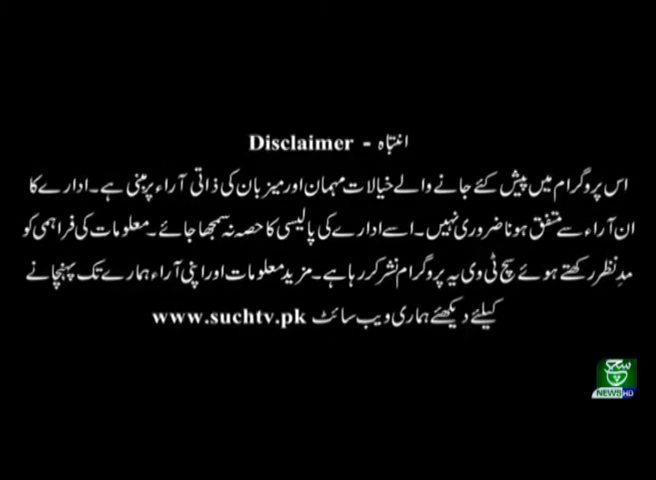 انتباہ - Disclaimer
اس پروگرام میں پیش کئے جانے والے خیالات مہمان اور میزبان کی ذاتی آراء پر مبنی ہے۔ ادارے کا
ان آراء سے متفق ہونا ضروری نہیں۔ اسے ادارے کی پالیسی کا حصہ نہ سمجھا جائے۔ معلومات کی فراہمی کو
مدِ نظر رکھتے ہوئے سچ ٹی وی یہ پروگرام نشر کر رہا ہے۔ مزید معلومات اور اپنی آراء ہمارے تک پہنچانے
کیلئے دیکھئے ہماری ویب سائٹ www.suchtv.pk
سچ
NEWS HD